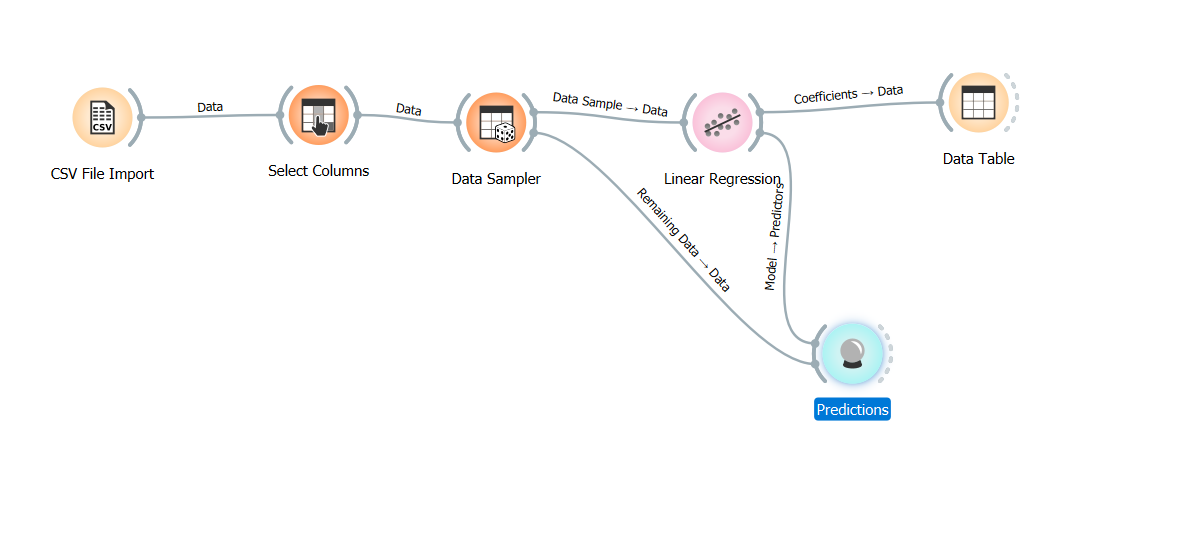 Data
Data
Data Sample → Data
Coefficients → Data
CSV
CSV File Import
Select Columns
Data Sampler
Linear Regression
Data Table
Remaining Data → Data
Model → Predictors
Predictions